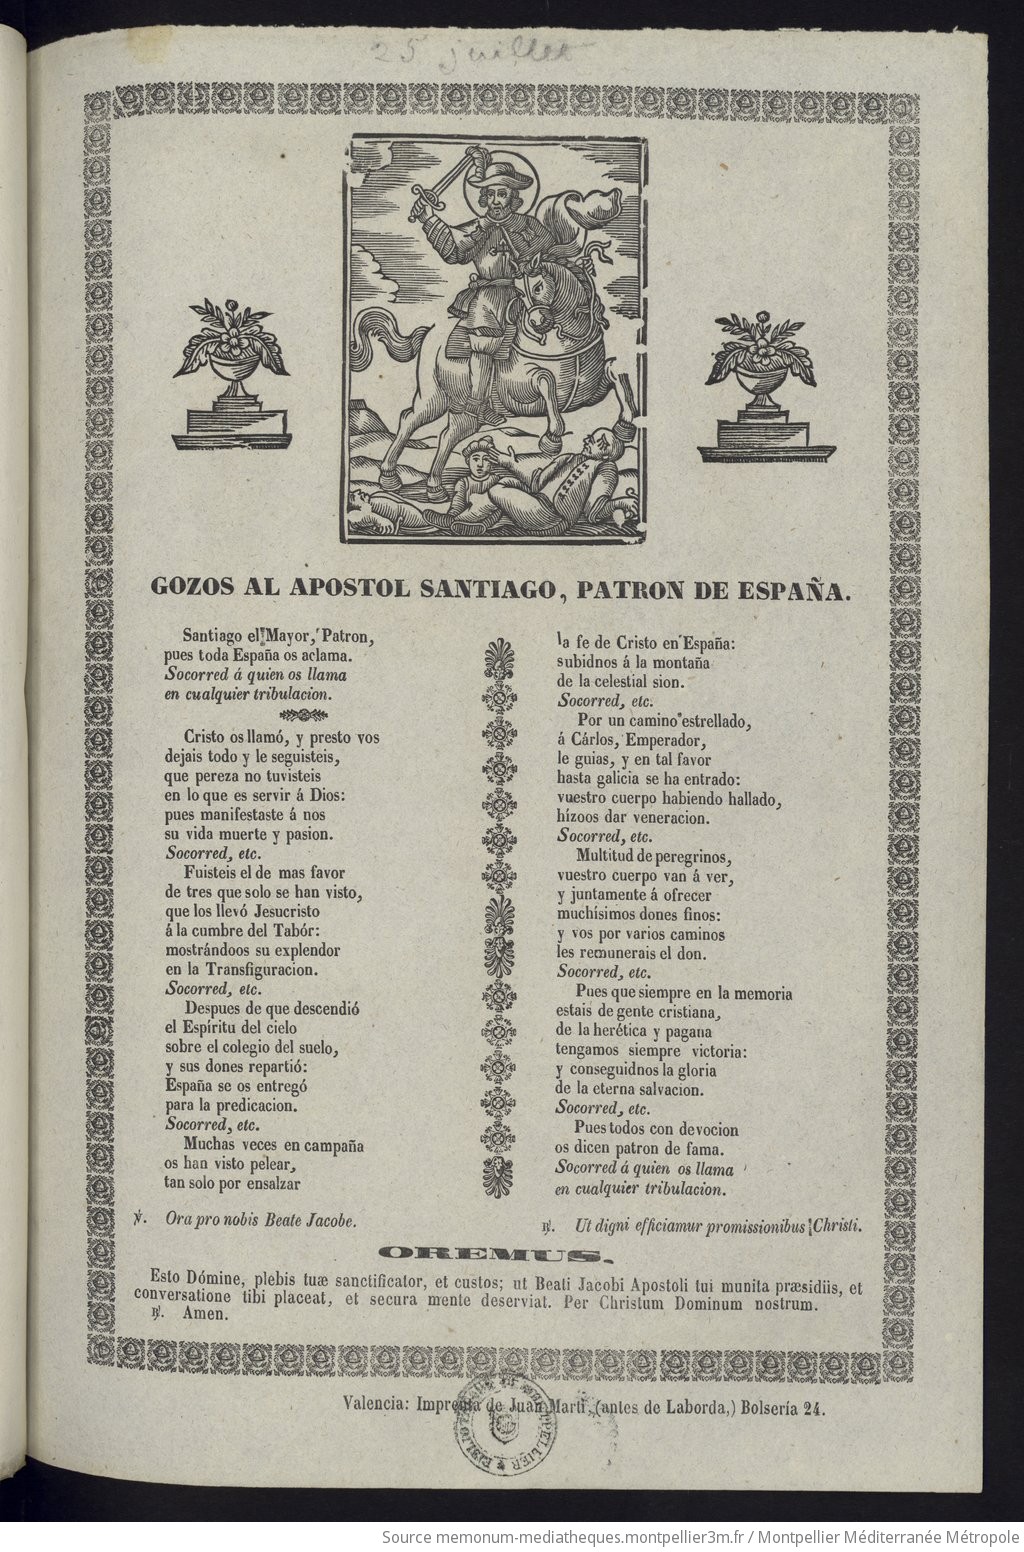 25 juillet
GOZOS AL APOSTOL SANTIAGO, PATRON DE ESPAÑA.
Santiago el Mayor, Patron,
pues toda España os aclama.
Socorred á quien os llama
en cualquier tribulacion.
Cristo os llamó, y presto vos
dejais todo y le seguisteis,
que pereza no tuvisteis
en lo que es servir á Dios:
pues manifestaste á nos
su vida muerte y pasion.
Socorred, etc.
Fuisteis el de mas favor
de tres que solo se han visto,
que los llevó Jesucristo
á la cumbre del Tabór:
mostrándoos su explendor
en la Transfiguracion.
Socorred, etc.
Despues de que descendió
el Espíritu del cielo
sobre el colegio del suelo,
y sus dones repartió:
España se os entregó
para la predicacion.
Socorred, etc.
Muchas veces en campaña
os han visto pelear,
tan solo por ensalzar
la fe de Cristo en España:
subidnos á la montaña
de la celestial sion.
Socorred, etc.
Por un camino estrellado,
á Cárlos, Emperador,
le guias, y en tal favor
hasta galicia se ha entrado:
vuestro cuerpo habiendo hallado,
hízoos dar veneracion.
Socorred, etc.
Multitud de peregrinos,
vuestro cuerpo van á ver,
y juntamente á ofrecer
muchísimos dones finos:
y vos por varios caminos
les remunerais el don.
Socorred, etc.
Pues que siempre en la memoria
estais de gente cristiana,
de la herética y pagana
tengamos siempre victoria:
y conseguidnos la gloria
de la eterna salvacion.
Socorred, etc.
Pues todos con devocion
os dicen patron de fama.
Socorred á quien os llama
en cualquier tribulacion.
℣. Ora pro nobis Beate Jacobe.
℟. Ut digni efficiamur promissionibus Christi.
OREMUS.
Esto Dómine, plebis tuæ sanctificator, et custos; ut Beati Jacobi Apostoli tui munita præsidiis, et
conversatione tibi placeat, et secura mente deserviat. Per Christum Dominum nostrum.
℟. Amen.
Valencia: Imprenta de Juan Martí, (antes de Laborda,) Bolsería 24.
Source memonum-mediatheques.montpellier3m.fr / Montpellier Méditerranée Métropole